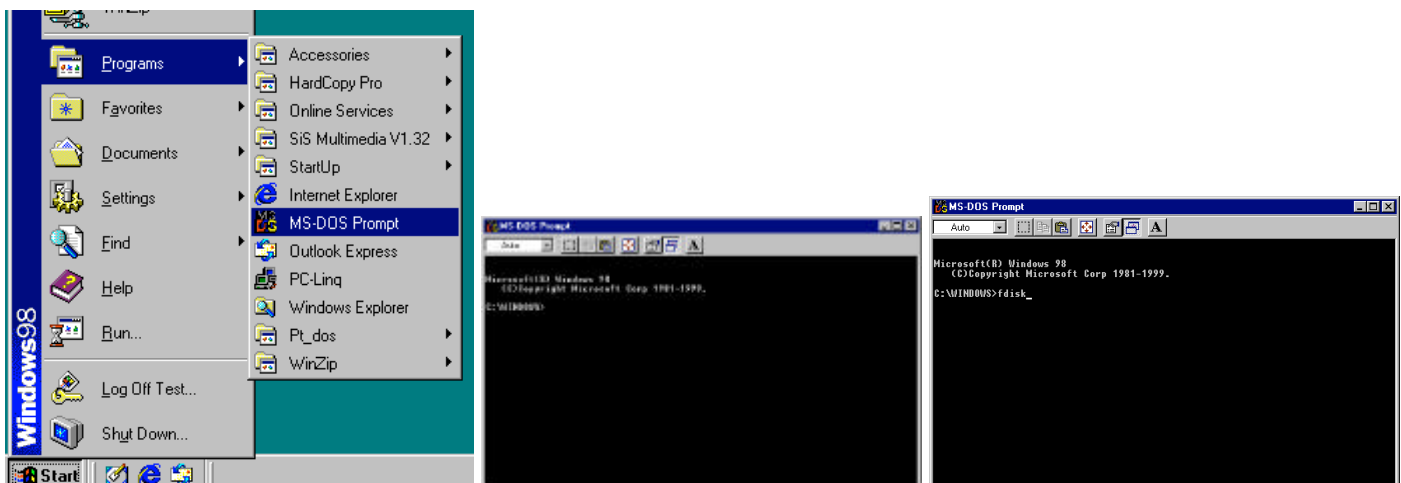 WinZip
Programs
Favorites
Documents
Settings
Find
Help
Run...
Log Off Test...
Shut Down...
Windows98
Start
Accessories
HardCopy Pro
Online Services
SiS Multimedia V1.32
StartUp
Internet Explorer
MS-DOS Prompt
Outlook Express
PC-Linq
Windows Explorer
Pt_dos
WinZip
MS-DOS Prompt
Auto
A
Microsoft(R) Windows 98
(C)Copyright Microsoft Corp 1981-1999.
C:\WINDOWS>
MS-DOS Prompt
Auto
A
Microsoft(R) Windows 98
(C)Copyright Microsoft Corp 1981-1999.
C:\WINDOWS>fdisk_